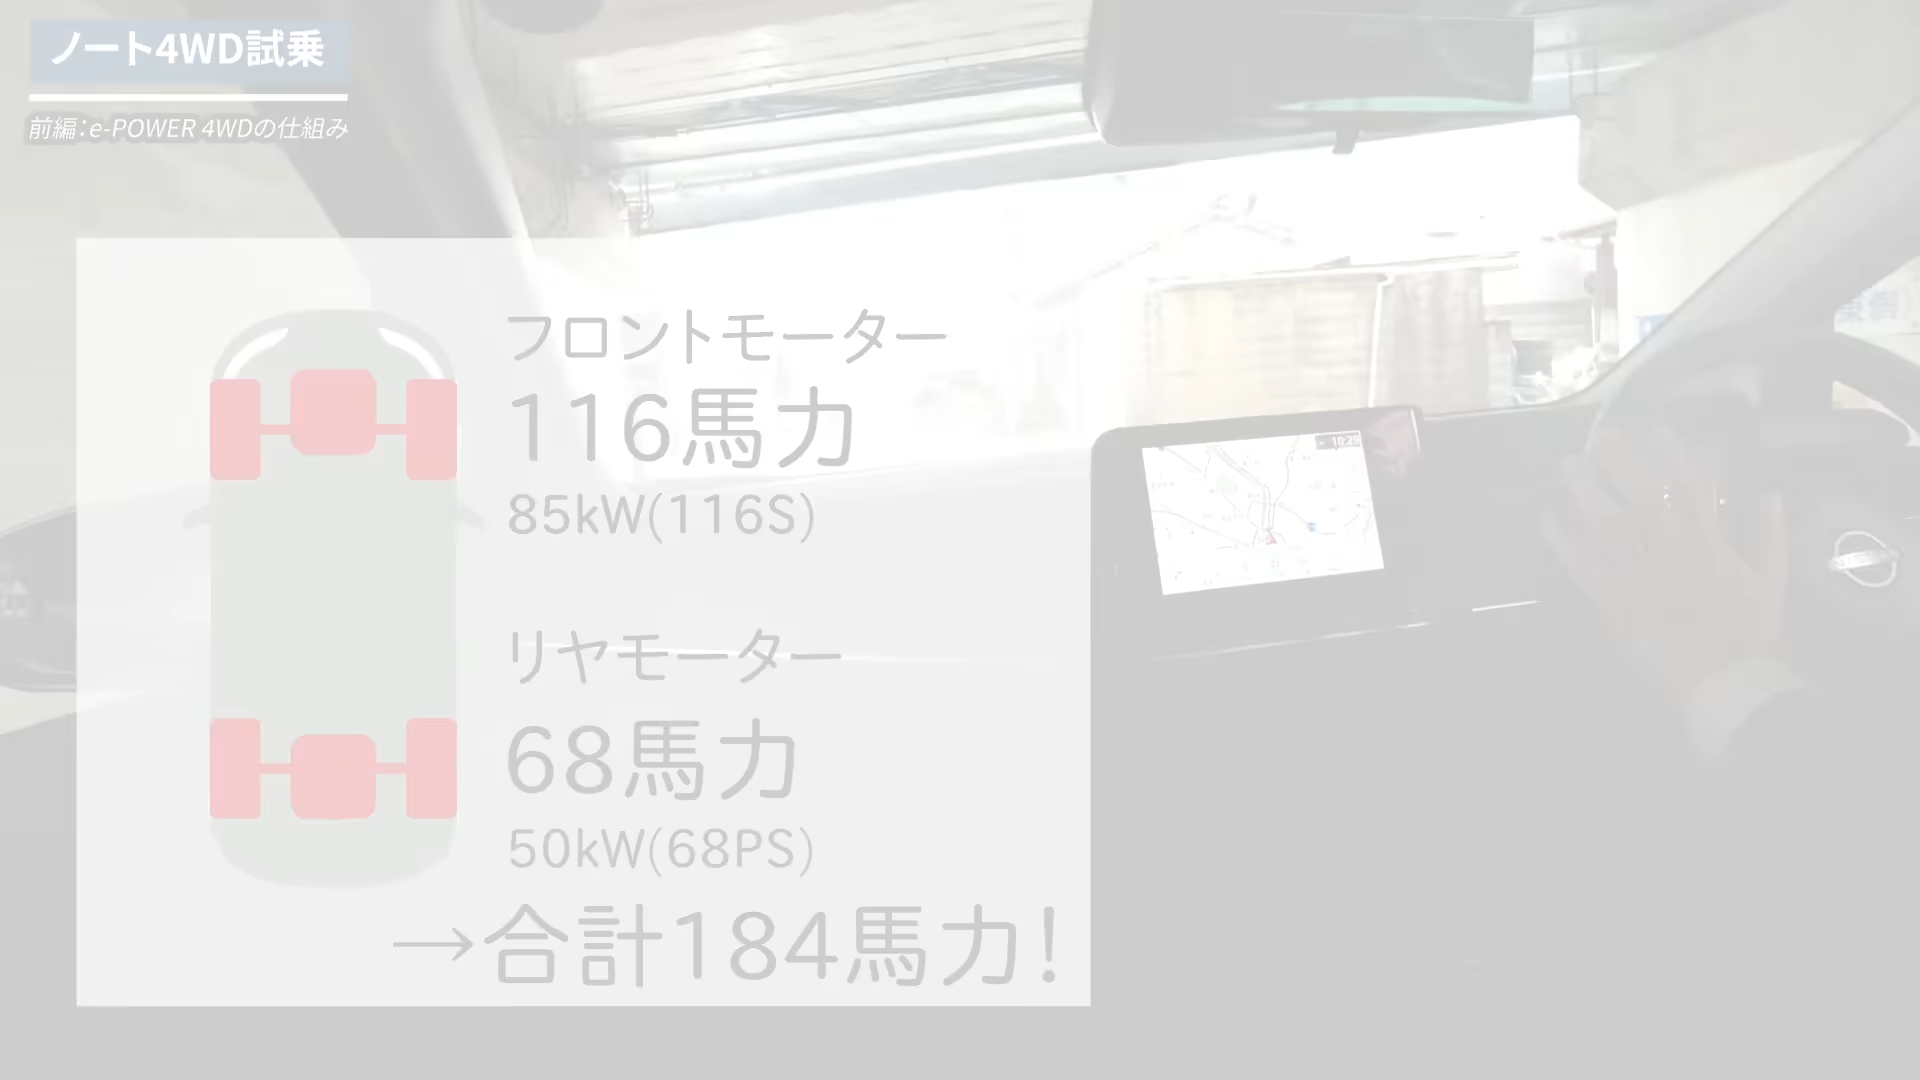 ノート4WD試乗
前編：e-POWER 4WDの仕組み
フロントモーター
116馬力
85kW(116S)
リヤモーター
68馬力
50kW(68PS)
→合計184馬力!
10:29